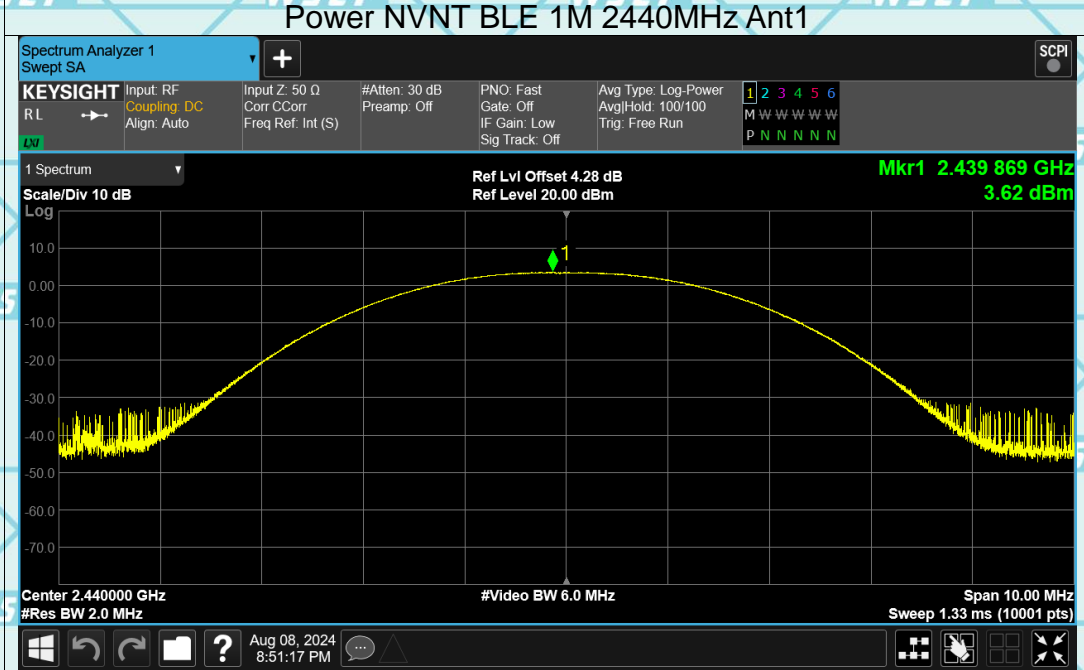 Power NVNT BLE 1M 2440MHz Ant1
Spectrum Analyzer 1
Swept SA
+
SCPI
KEYSIGHT
R L
LXI
Input: RF
Coupling: DC
Align: Auto
Input Z: 50 Ω
Corr CCorr
Freq Ref: Int (S)
#Atten: 30 dB
Preamp: Off
PNO: Fast
Gate: Off
IF Gain: Low
Sig Track: Off
Avg Type: Log-Power
Avg|Hold: 100/100
Trig: Free Run
1 2 3 4 5 6
M W W W W W
P N N N N N
1 Spectrum
Scale/Div 10 dB
Ref Lvl Offset 4.28 dB
Ref Level 20.00 dBm
Mkr1 2.439 869 GHz
3.62 dBm
Log
1
10.0
0.00
-10.0
-20.0
-30.0
-40.0
-50.0
-60.0
-70.0
Center 2.440000 GHz
#Video BW 6.0 MHz
Span 10.00 MHz
#Res BW 2.0 MHz
Sweep 1.33 ms (10001 pts)
?
Aug 08, 2024
8:51:17 PM